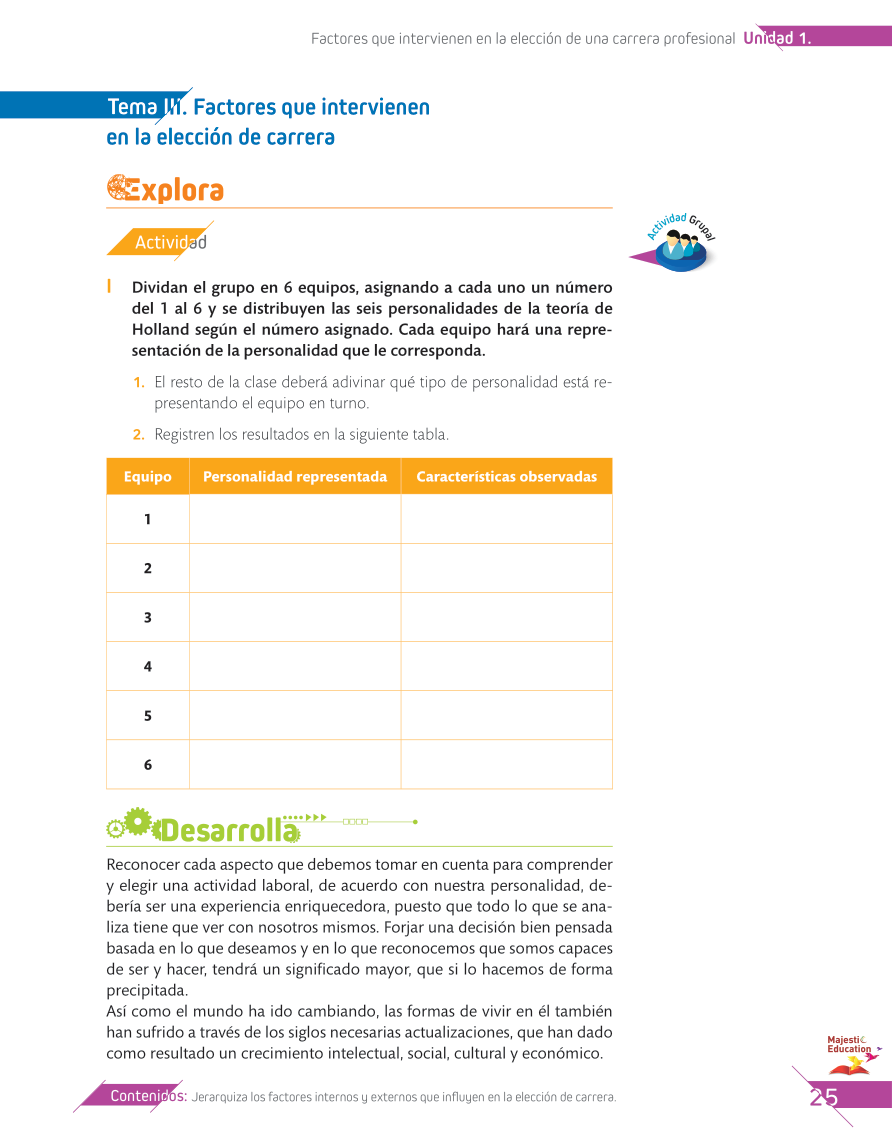 Factores que intervienen en la elección de una carrera profesional Unidad 1.
Tema III. Factores que intervienen
en la elección de carrera
Explora
Actividad
Actividad Grupal
I Dividan el grupo en 6 equipos, asignando a cada uno un número
del 1 al 6 y se distribuyen las seis personalidades de la teoría de
Holland según el número asignado. Cada equipo hará una repre-
sentación de la personalidad que le corresponda.
1. El resto de la clase deberá adivinar qué tipo de personalidad está re-
presentando el equipo en turno.
2. Registren los resultados en la siguiente tabla.
Equipo Personalidad representada Características observadas
1
2
3
4
5
6
Desarrolla
Reconocer cada aspecto que debemos tomar en cuenta para comprender
y elegir una actividad laboral, de acuerdo con nuestra personalidad, de-
bería ser una experiencia enriquecedora, puesto que todo lo que se ana-
liza tiene que ver con nosotros mismos. Forjar una decisión bien pensada
basada en lo que deseamos y en lo que reconocemos que somos capaces
de ser y hacer, tendrá un significado mayor, que si lo hacemos de forma
precipitada.
Así como el mundo ha ido cambiando, las formas de vivir en él también
han sufrido a través de los siglos necesarias actualizaciones, que han dado
como resultado un crecimiento intelectual, social, cultural y económico.
Majestic
Education
Contenidos: Jerarquiza los factores internos y externos que influyen en la elección de carrera.
25